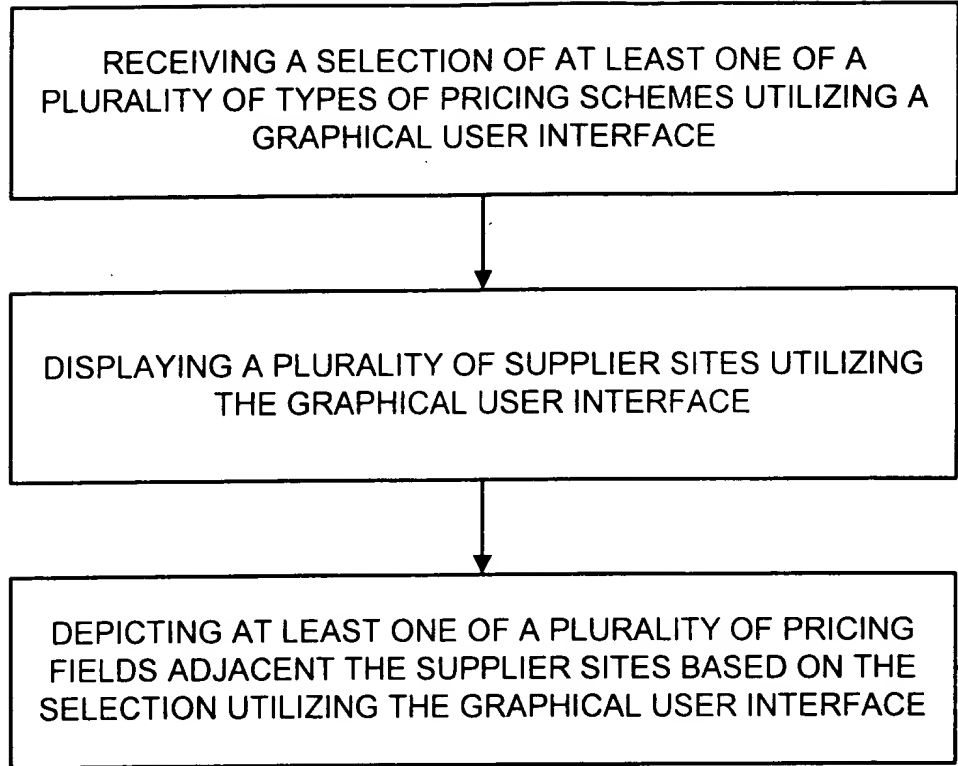 RECEIVING A SELECTION OF AT LEAST ONE OF A
PLURALITY OF TYPES OF PRICING SCHEMES UTILIZING A
GRAPHICAL USER INTERFACE
DISPLAYING A PLURALITY OF SUPPLIER SITES UTILIZING
THE GRAPHICAL USER INTERFACE
DEPICTING AT LEAST ONE OF A PLURALITY OF PRICING
FIELDS ADJACENT THE SUPPLIER SITES BASED ON THE
SELECTION UTILIZING THE GRAPHICAL USER INTERFACE